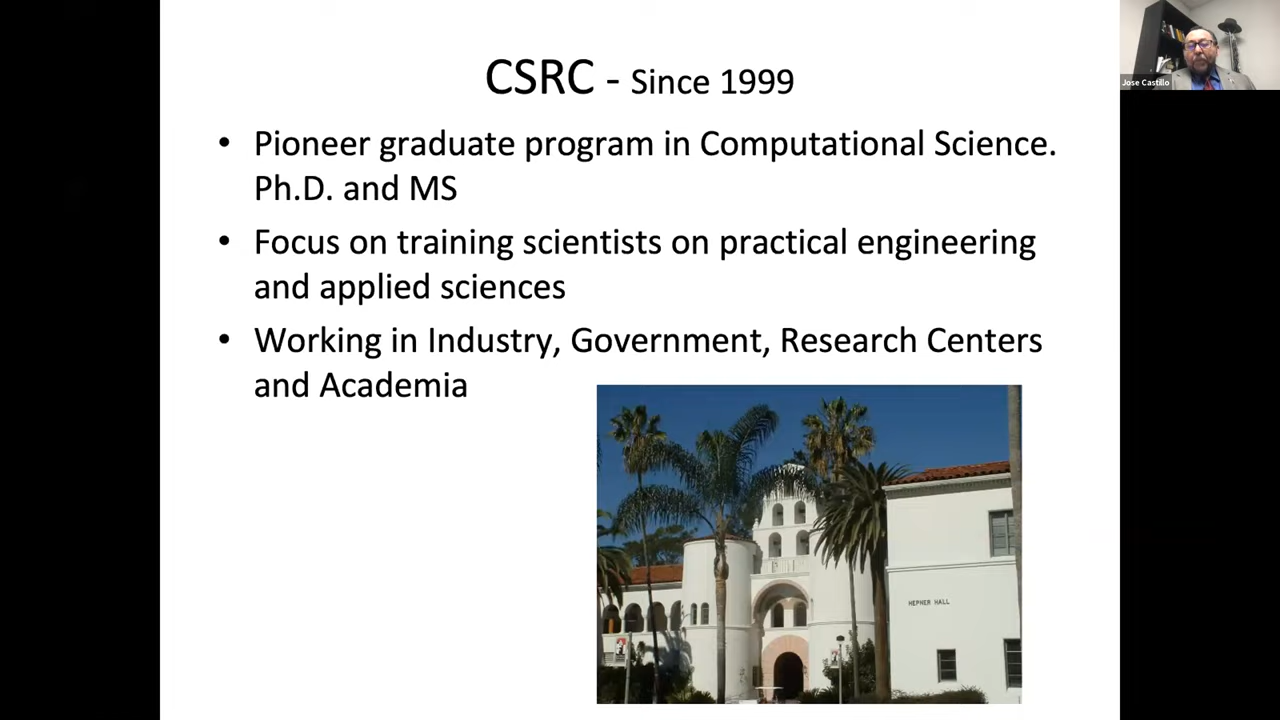 CSRC - Since 1999
Jose Castillo
• Pioneer graduate program in Computational Science.
Ph.D. and MS
• Focus on training scientists on practical engineering
and applied sciences
• Working in Industry, Government, Research Centers
and Academia
HEPNER HALL